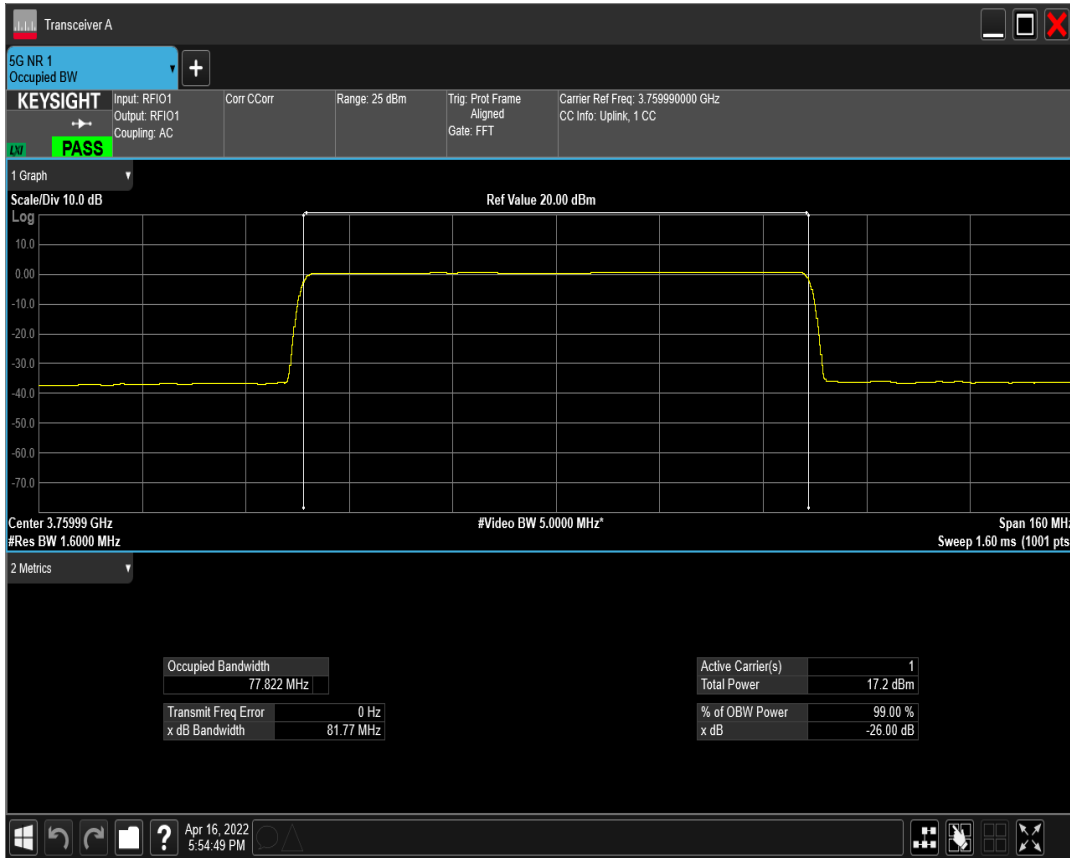 Transceiver A
5G NR 1
Occupied BW
KEYSIGHT
LXI
PASS
Input: RFIO1
Output: RFIO1
Coupling: AC
Corr CCorr
Range: 25 dBm
Trig: Prot Frame
Aligned
Gate: FFT
Carrier Ref Freq: 3.759990000 GHz
CC Info: Uplink, 1 CC
1 Graph
Scale/Div 10.0 dB
Ref Value 20.00 dBm
Log
10.0
0.00
-10.0
-20.0
-30.0
-40.0
-50.0
-60.0
-70.0
Center 3.75999 GHz
#Video BW 5.0000 MHz*
Span 160 MHz
#Res BW 1.6000 MHz
Sweep 1.60 ms (1001 pts
2 Metrics
Occupied Bandwidth
77.822 MHz
Transmit Freq Error 0 Hz
x dB Bandwidth 81.77 MHz
Active Carrier(s) 1
Total Power 17.2 dBm
% of OBW Power 99.00 %
x dB -26.00 dB
?
Apr 16, 2022
5:54:49 PM